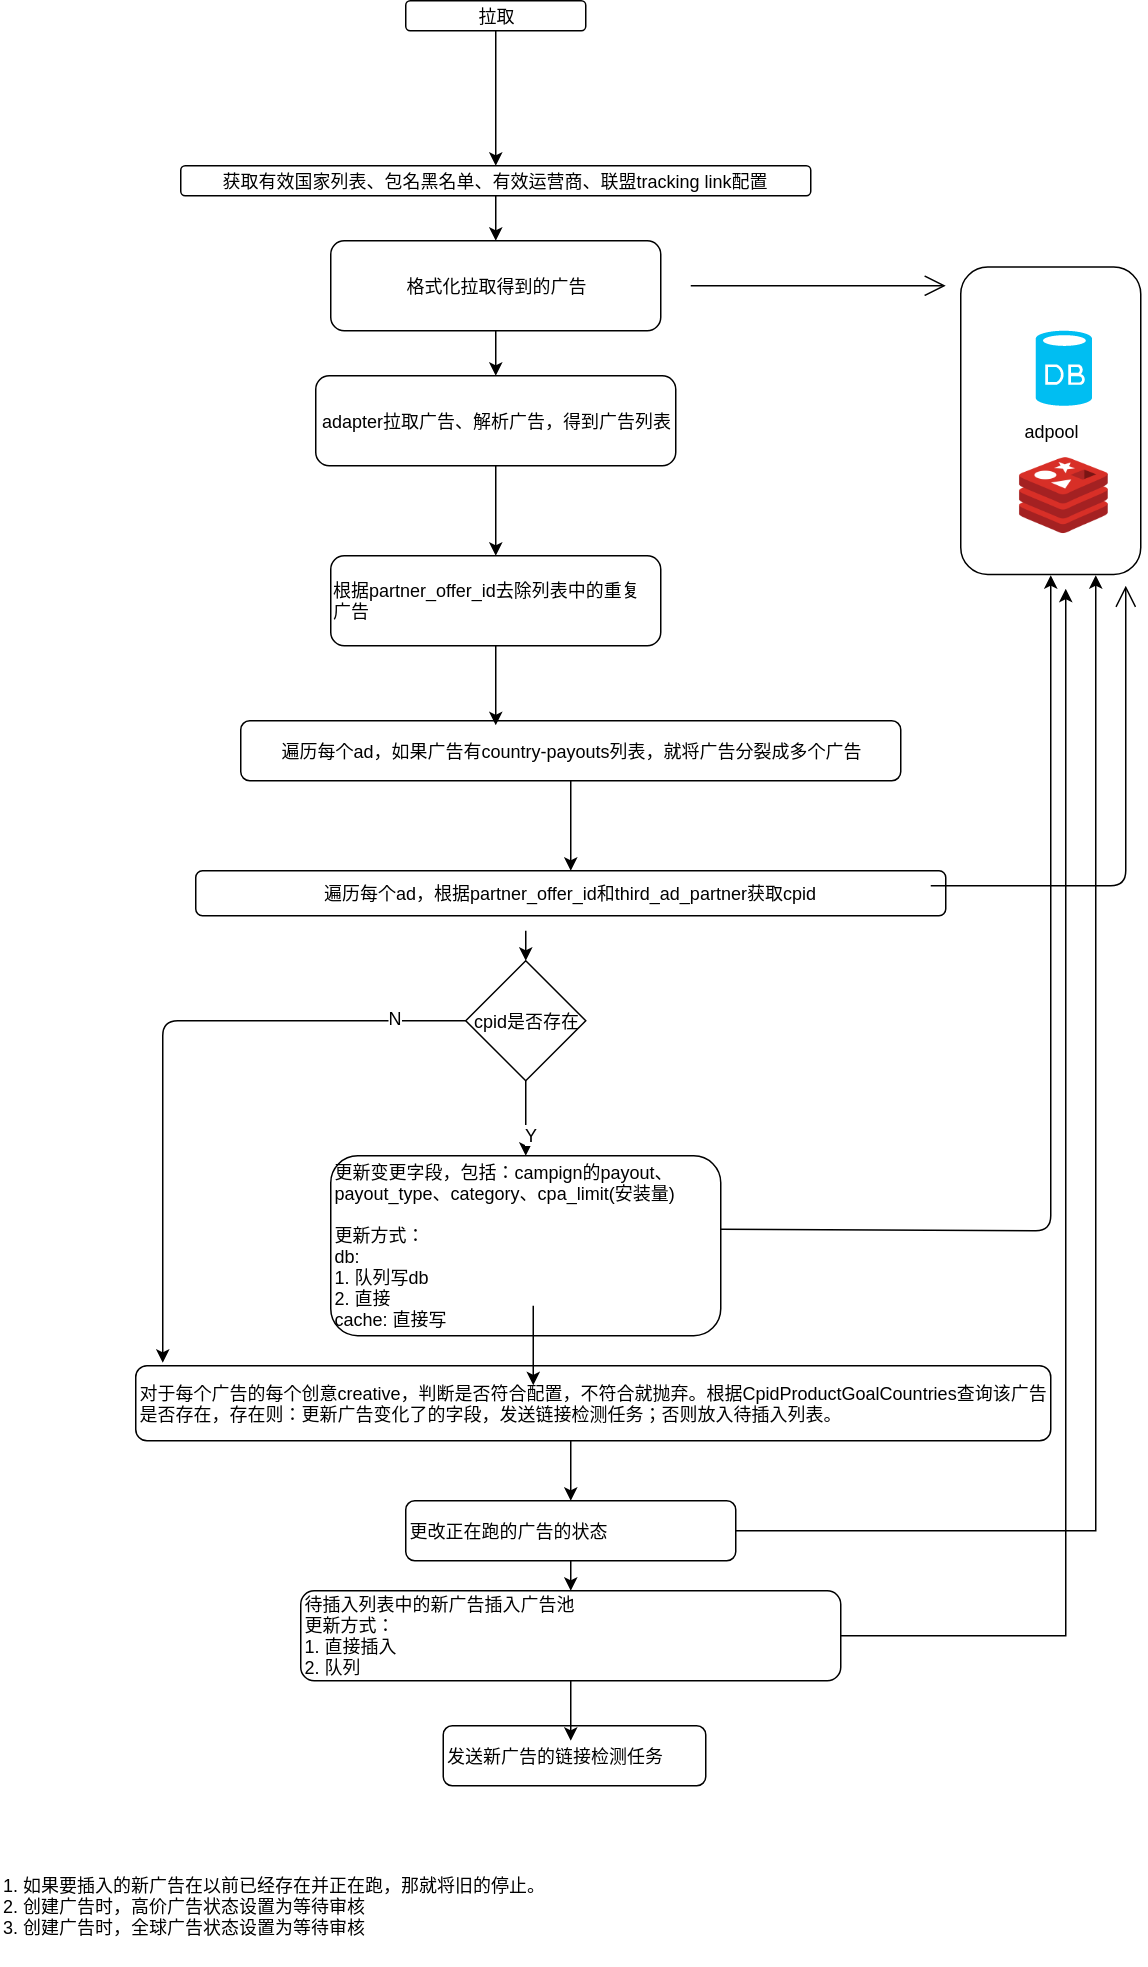 拉取
获取有效国家列表、包名黑名单、有效运营商、联盟tracking link配置
格式化拉取得到的广告
DB
adpool
adapter拉取广告、解析广告，得到广告列表
根据partner_offer_id去除列表中的重复
广告
遍历每个ad，如果广告有country-payouts列表，就将广告分裂成多个广告
遍历每个ad，根据partner_offer_id和third_ad_partner获取cpid
N
cpid是否存在
Y
更新变更字段，包括：campign的payout、
payout_type、category、cpa_limit(安装量)
更新方式：
db:
1. 队列写db
2. 直接
cache: 直接写
对于每个广告的每个创意creative，判断是否符合配置，不符合就抛弃。根据CpidProductGoalCountries查询该广告
是否存在，存在则：更新广告变化了的字段，发送链接检测任务；否则放入待插入列表。
更改正在跑的广告的状态
待插入列表中的新广告插入广告池
更新方式：
1. 直接插入
2. 队列
发送新广告的链接检测任务
1. 如果要插入的新广告在以前已经存在并正在跑，那就将旧的停止。
2. 创建广告时，高价广告状态设置为等待审核
3. 创建广告时，全球广告状态设置为等待审核